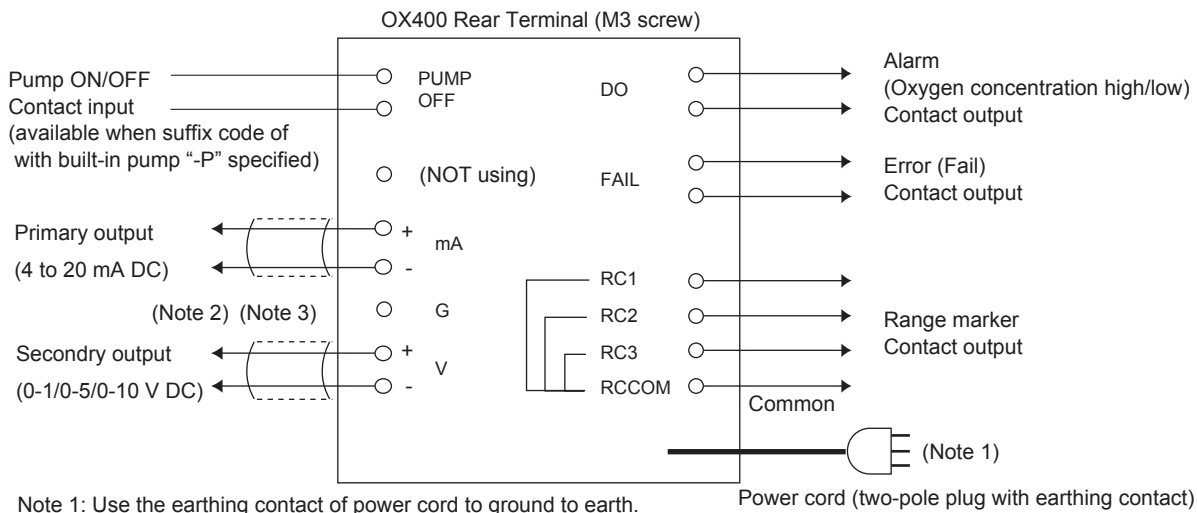 OX400 Rear Terminal (M3 screw)
Pump ON/OFF
Contact input
(available when suffix code of
with built-in pump “-P” specified)
PUMP
OFF
(NOT using)
Primary output
(4 to 20 mA DC)
+
mA
-
(Note 2) (Note 3)
G
Secondry output
(0-1/0-5/0-10 V DC)
+
V
-
DO
Alarm
(Oxygen concentration high/low)
Contact output
FAIL
Error (Fail)
Contact output
RC1
RC2
RC3
RCCOM
Range marker
Contact output
Common
(Note 1)
Power cord (two-pole plug with earthing contact)
Note 1: Use the earthing contact of power cord to ground to earth.